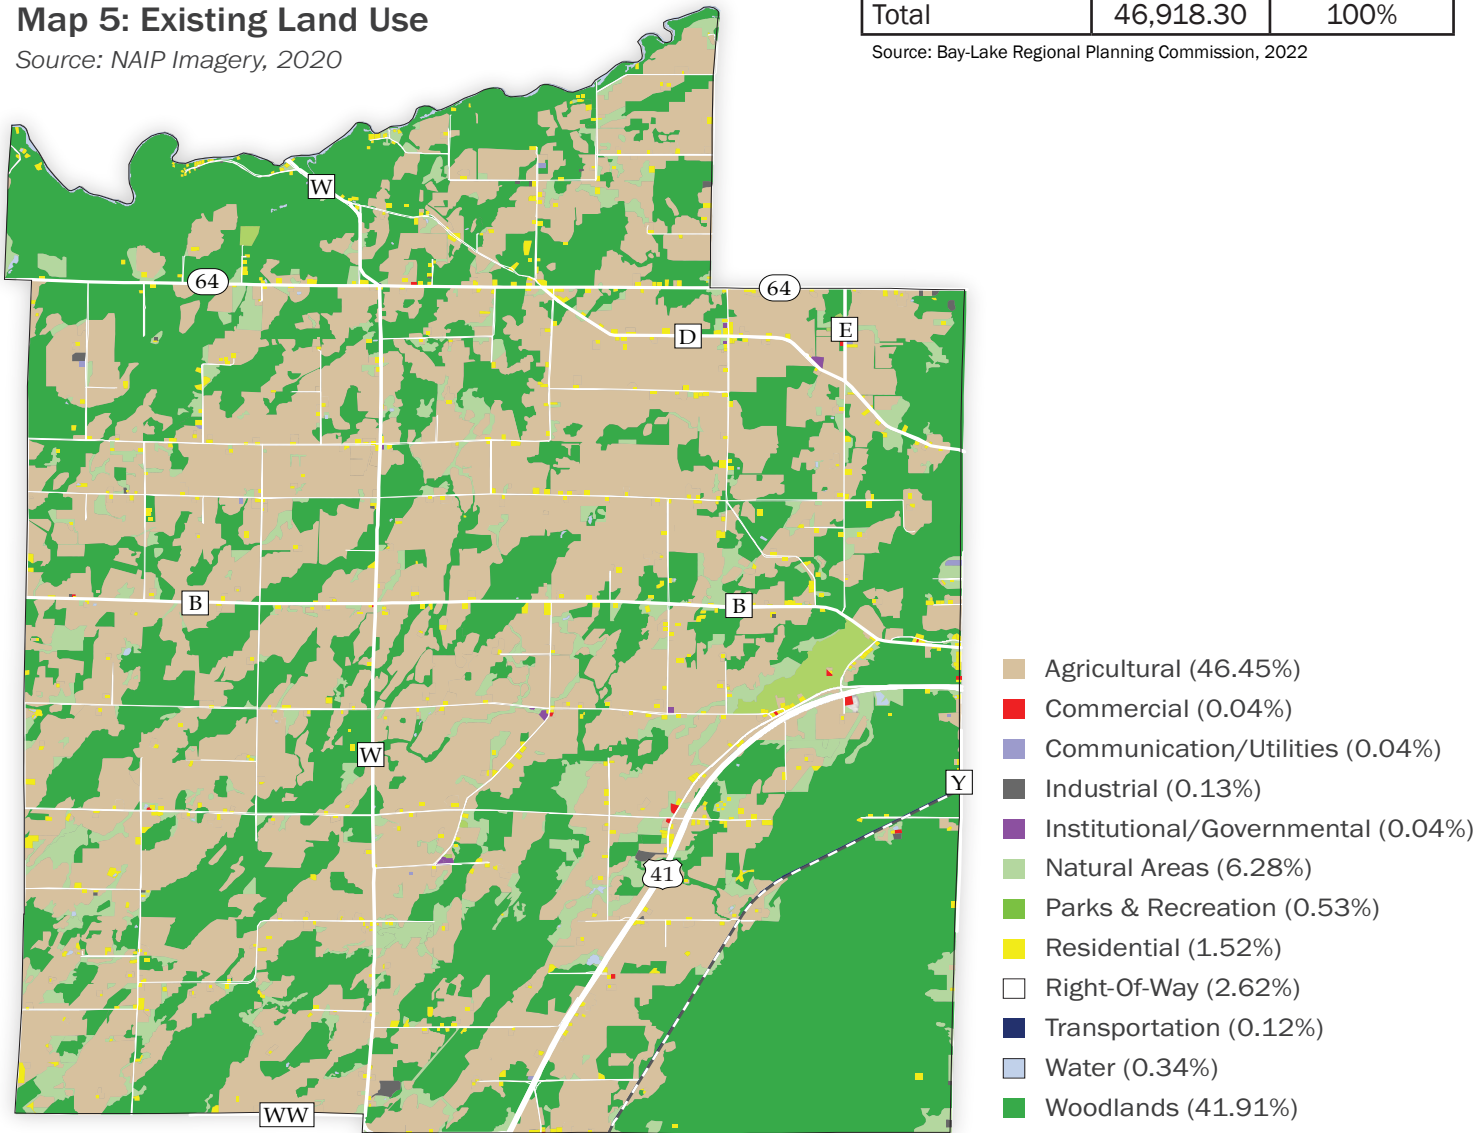 Map 5: Existing Land Use
Source: NAIP Imagery, 2020
Total 46,918.30 100%
Source: Bay-Lake Regional Planning Commission, 2022
W
64
64
D
E
B
B
W
Y
41
WW
Agricultural (46.45%)
Commercial (0.04%)
Communication/Utilities (0.04%)
Industrial (0.13%)
Institutional/Governmental (0.04%)
Natural Areas (6.28%)
Parks & Recreation (0.53%)
Residential (1.52%)
Right-Of-Way (2.62%)
Transportation (0.12%)
Water (0.34%)
Woodlands (41.91%)